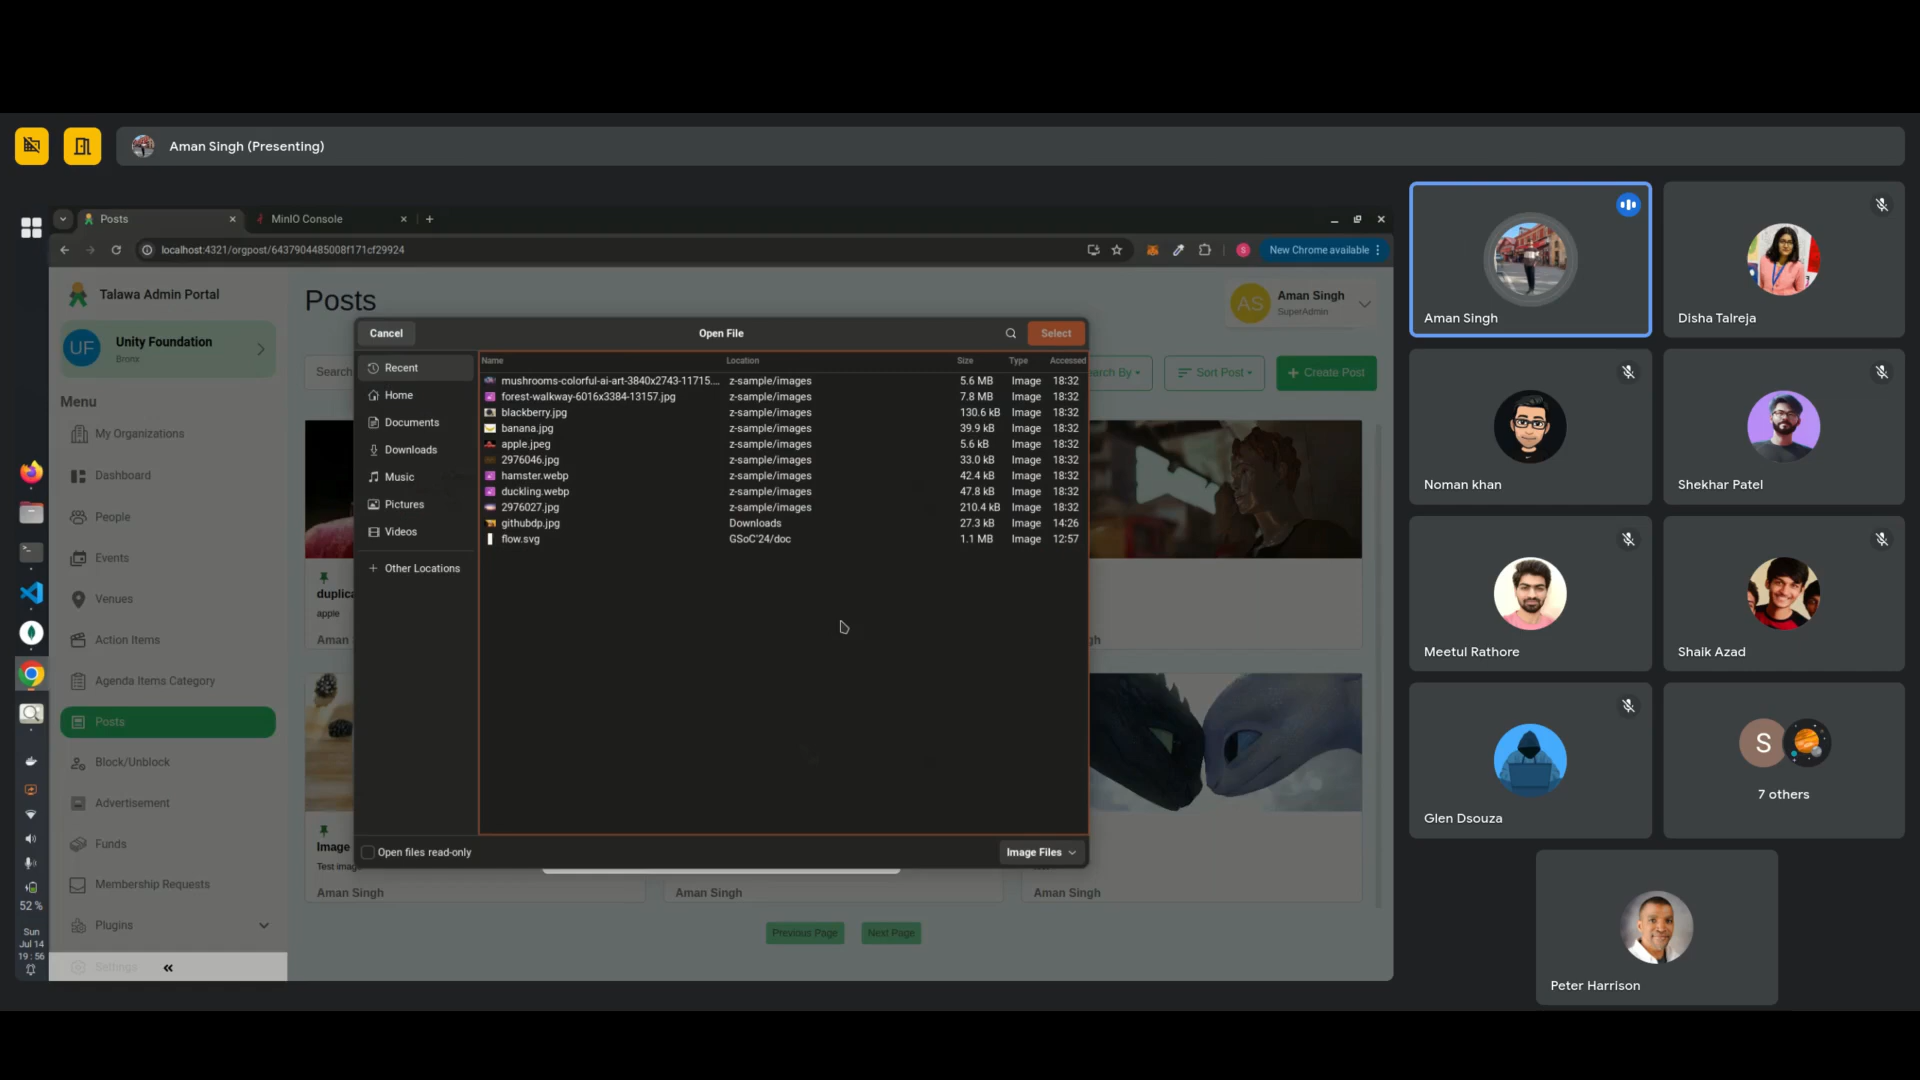 Aman Singh (Presenting)
Posts
MinIO Console
localhost:4321/orgpost/6437904485008f171cf29924
S
New Chrome available
Talawa Admin Portal
UF
Unity Foundation
Bronx
Menu
My Organizations
Dashboard
People
Events
Venues
Action Items
Agenda Items Category
Posts
Block/Unblock
Advertisement
Funds
Membership Requests
Plugins
Settings
52 %
Sun
Jul 14
19:56
Posts
AS
Aman Singh
SuperAdmin
Search
arch By
Sort Post
+ Create Post
Cancel
Open File
Select
Recent
Home
Documents
Downloads
Music
Pictures
Videos
+ Other Locations
Name Location Size Type Accessed
mushrooms-colorful-ai-art-3840x2743-11715.... z-sample/images 5.6 MB Image 18:32
forest-walkway-6016x3384-13157.jpg z-sample/images 7.8 MB Image 18:32
blackberry.jpg z-sample/images 130.6 kB Image 18:32
banana.jpg z-sample/images 39.9 kB Image 18:32
apple.jpeg z-sample/images 5.6 kB Image 18:32
2976046.jpg z-sample/images 33.0 kB Image 18:32
hamster.webp z-sample/images 42.4 kB Image 18:32
duckling.webp z-sample/images 47.8 kB Image 18:32
2976027.jpg z-sample/images 210.4 kB Image 18:32
githubdp.jpg Downloads 27.3 kB Image 14:26
flow.svg GSoC'24/doc 1.1 MB Image 12:57
Open files read-only
Image Files
duplica
apple
Aman
gh
Image
Test imag
Aman Singh
Aman Singh
Aman Singh
Previous Page
Next Page
Aman Singh
Disha Talreja
Noman khan
Shekhar Patel
Meetul Rathore
Shaik Azad
Glen Dsouza
S
7 others
Peter Harrison